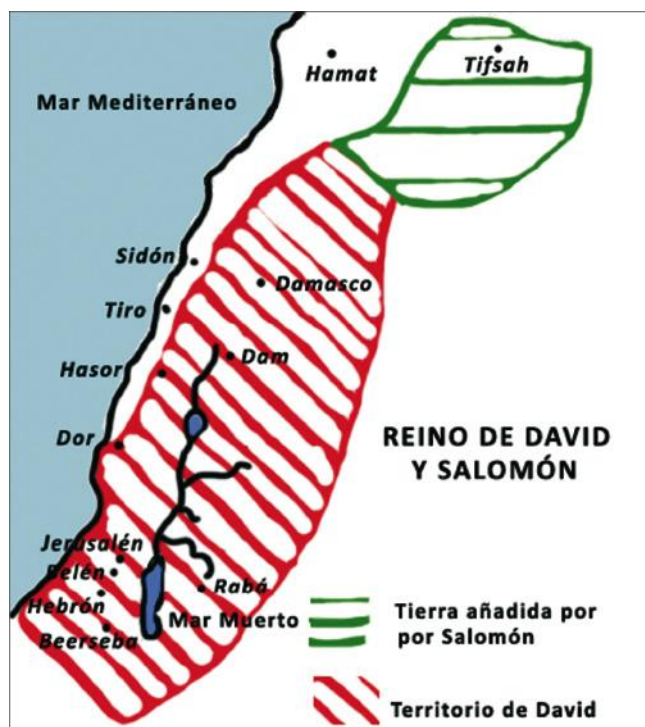 Hamat
Tifsah
Mar Mediterráneo
Sidón
Damasco
Tiro
Dam
Hasor
Dor
REINO DE DAVID
Y SALOMÓN
Jerusalén
Belén
Rabá
Hebrón
Mar Muerto
Beerseba
Tierra añadida por
por Salomón
Territorio de David